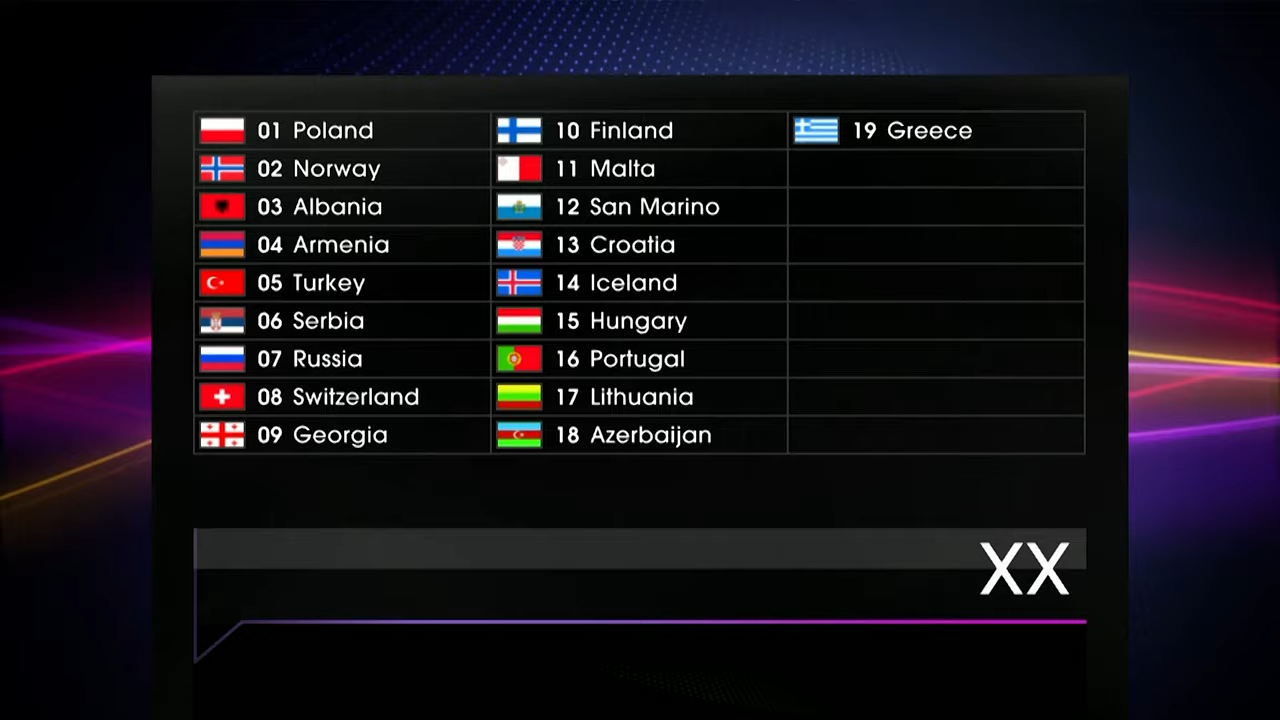 01 Poland
02 Norway
03 Albania
04 Armenia
05 Turkey
06 Serbia
07 Russia
08 Switzerland
09 Georgia
10 Finland
11 Malta
12 San Marino
13 Croatia
14 Iceland
15 Hungary
16 Portugal
17 Lithuania
18 Azerbaijan
19 Greece
XX